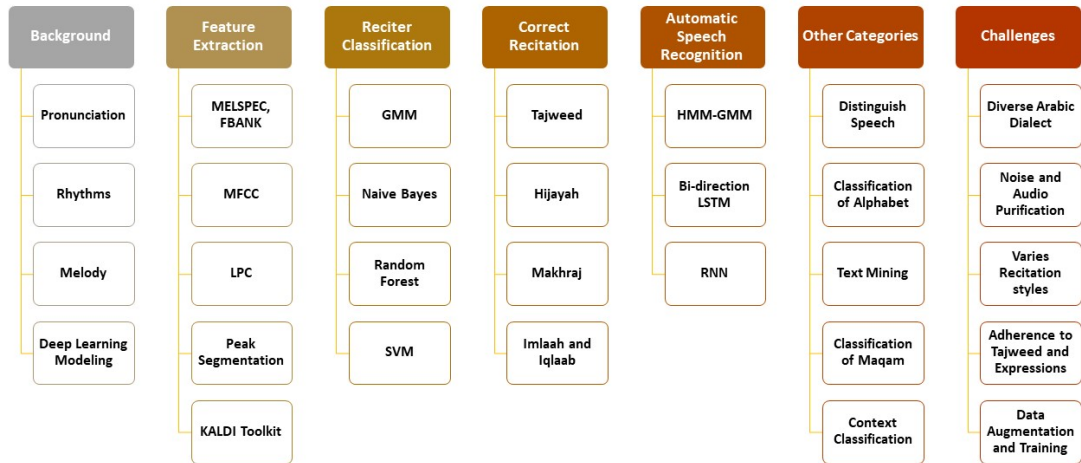 Background
Pronunciation
Rhythms
Melody
Deep Learning
Modeling
Feature
Extraction
MELSPEC,
FBANK
MFCC
LPC
Peak
Segmentation
KALDI Toolkit
Reciter
Classification
GMM
Naive Bayes
Random
Forest
SVM
Correct
Recitation
Tajweed
Hijayah
Makhraj
Imlaah and
Iqlaab
Automatic
Speech
Recognition
HMM-GMM
Bi-direction
LSTM
RNN
Other Categories
Distinguish
Speech
Classification
of Alphabet
Text Mining
Classification
of Maqam
Context
Classification
Challenges
Diverse Arabic
Dialect
Noise and
Audio
Purification
Varies
Recitation
styles
Adherence to
Tajweed and
Expressions
Data
Augmentation
and Training